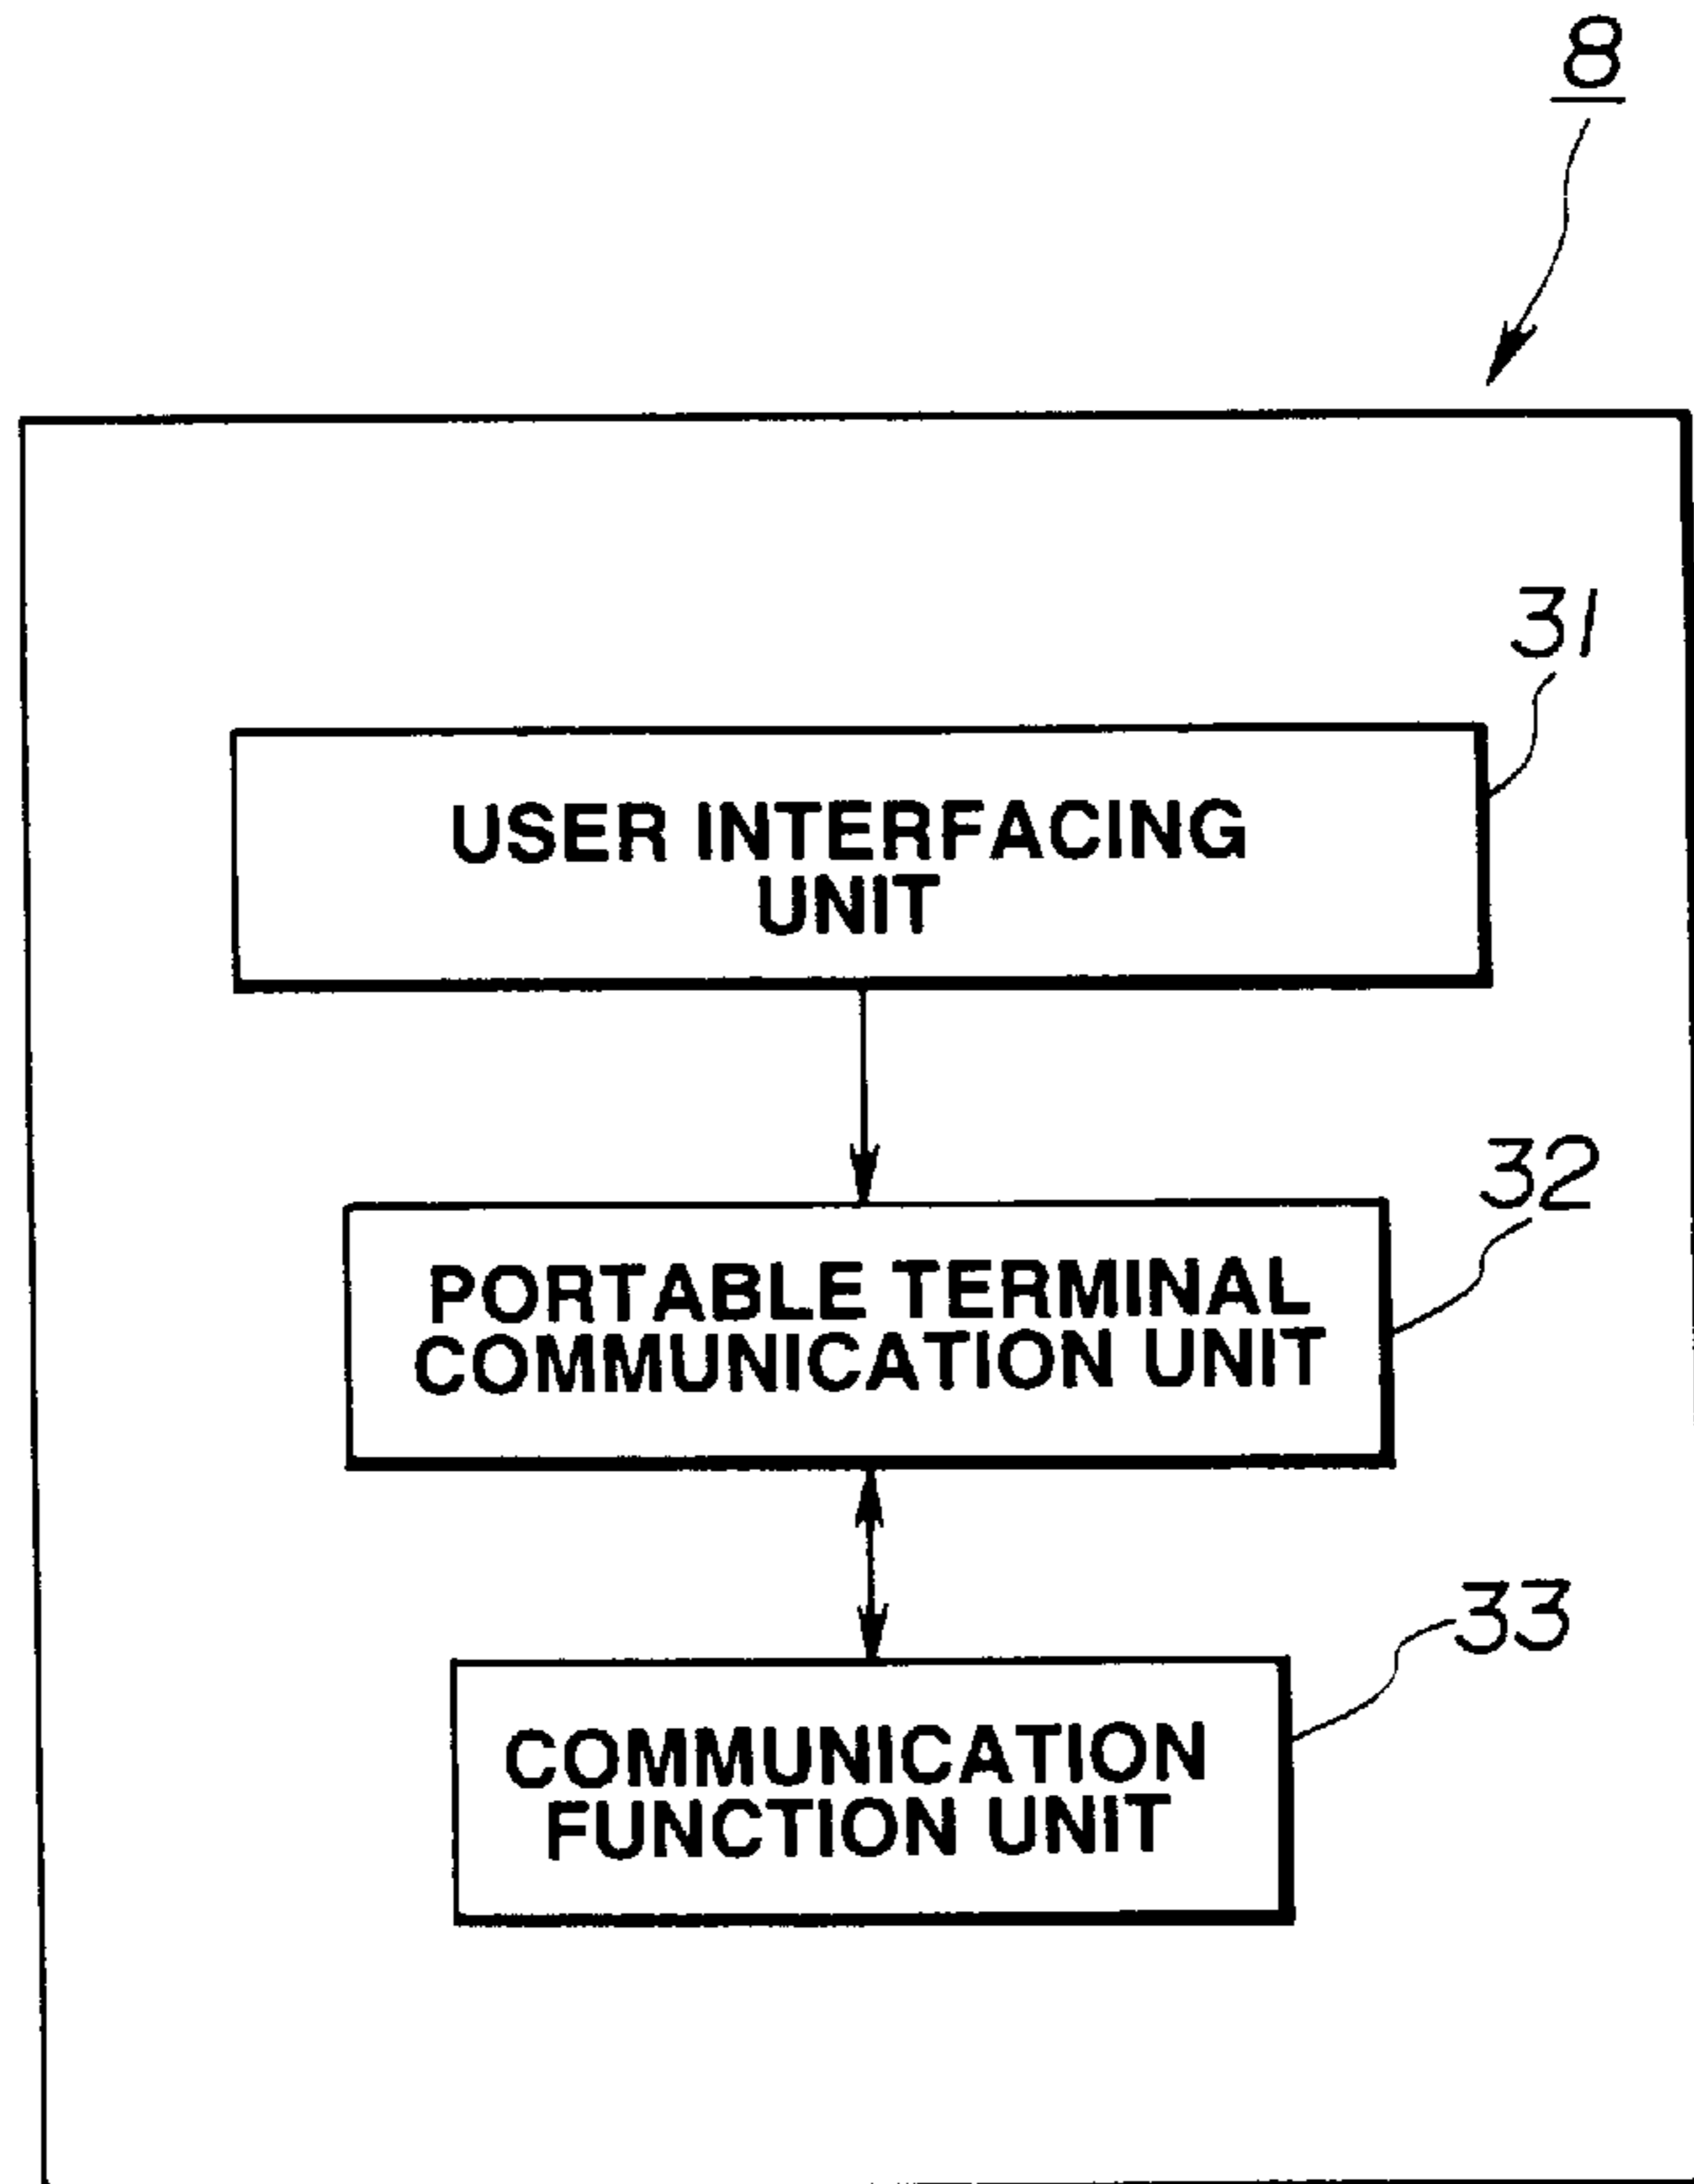 8
31
USER INTERFACING
UNIT
32
PORTABLE TERMINAL
COMMUNICATION UNIT
33
COMMUNICATION
FUNCTION UNIT